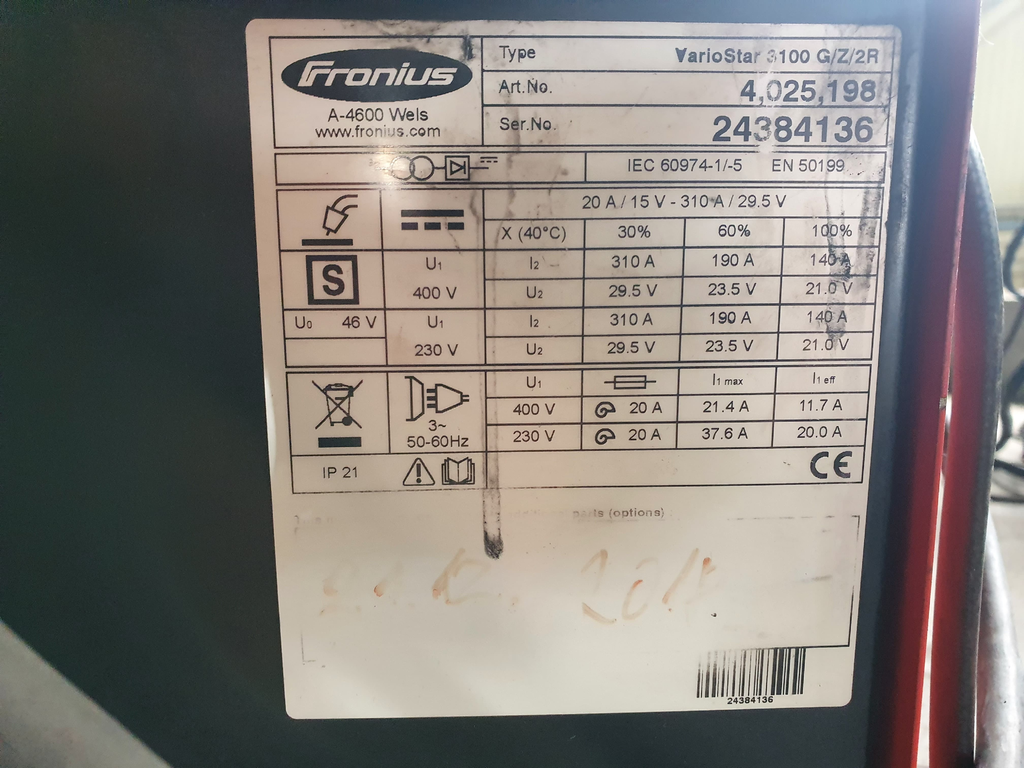 Fronius
A-4600 Wels
www.fronius.com
Type VarioStar 3100 G/Z/2R
Art.No. 4,025,198
Ser.No. 24384136
IEC 60974-1/-5 EN 50199
20 A / 15 V - 310 A / 29.5 V
X (40°C) 30% 60% 100%
S
U1 I2 310 A 190 A 140 A
400 V U2 29.5 V 23.5 V 21.0 V
U0 46 V U1 I2 310 A 190 A 140 A
230 V U2 29.5 V 23.5 V 21.0 V
U1 I1 max I1 eff
400 V 20 A 21.4 A 11.7 A
3~
50-60Hz 230 V 20 A 37.6 A 20.0 A
IP 21 CE
parts (options)
24384136